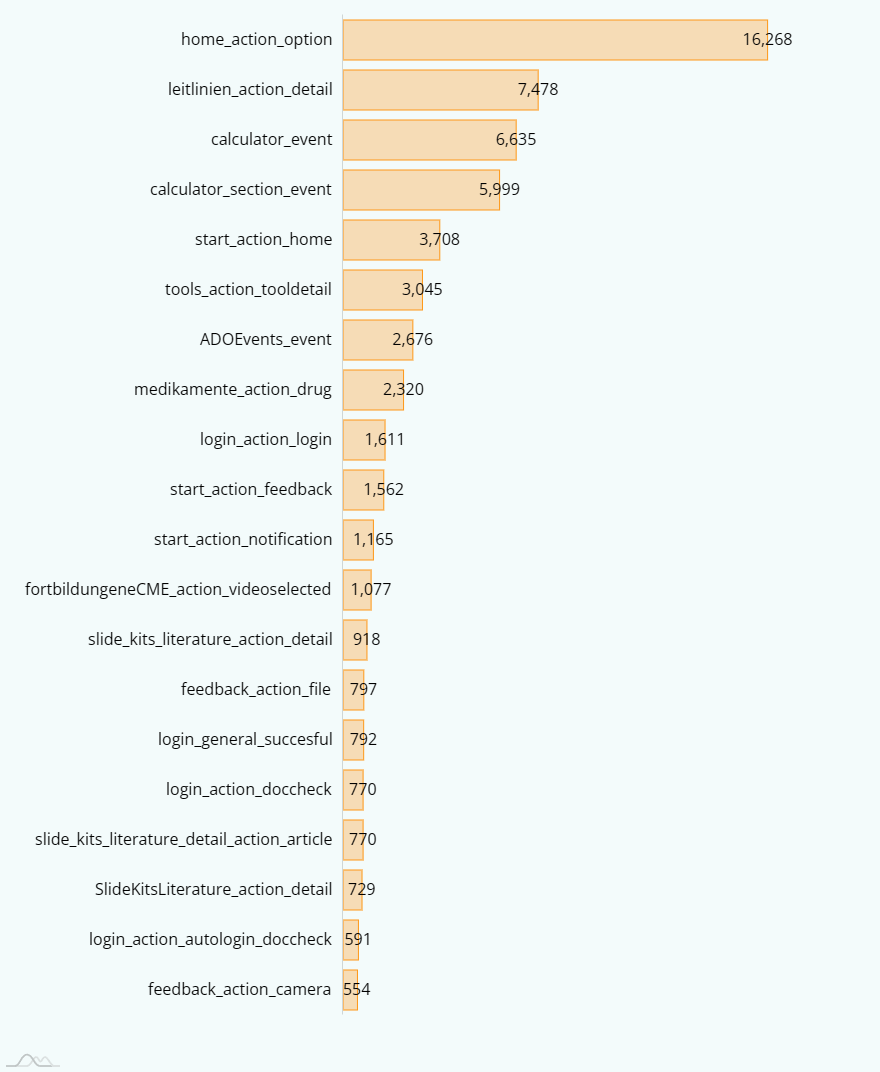 home_action_option 16,268
leitlinien_action_detail 7,478
calculator_event 6,635
calculator_section_event 5,999
start_action_home 3,708
tools_action_tooldetail 3,045
ADOEvents_event 2,676
medikamente_action_drug 2,320
login_action_login 1,611
start_action_feedback 1,562
start_action_notification 1,165
fortbildungeneCME_action_videoselected 1,077
slide_kits_literature_action_detail 918
feedback_action_file 797
login_general_succesful 792
login_action_doccheck 770
slide_kits_literature_detail_action_article 770
SlideKitsLiterature_action_detail 729
login_action_autologin_doccheck 591
feedback_action_camera 554